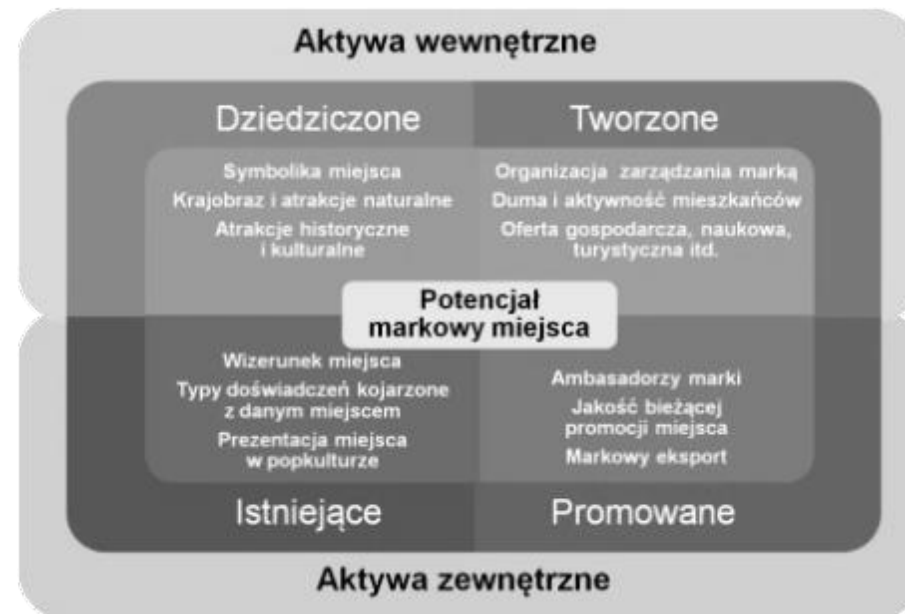 Aktywa wewnętrzne
Dziedziczone
Symbolika miejsca
Krajobraz i atrakcje naturalne
Atrakcje historyczne
i kulturalne
Tworzone
Organizacja zarządzania marką
Duma i aktywność mieszkańców
Oferta gospodarcza, naukowa,
turystyczna itd.
Potencjał
markowy miejsca
Wizerunek miejsca
Typy doświadczeń kojarzone
z danym miejscem
Prezentacja miejsca
w popkulturze
Istniejące
Ambasadorzy marki
Jakość bieżącej
promocji miejsca
Markowy eksport
Promowane
Aktywa zewnętrzne